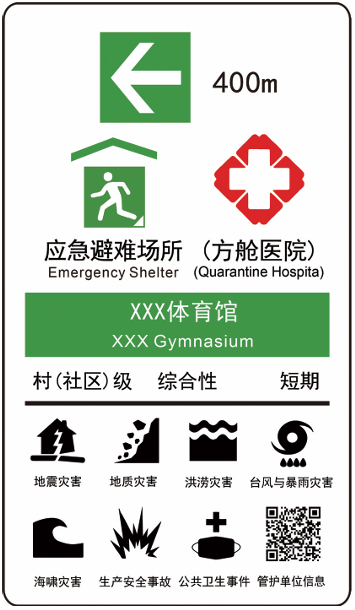 400m
应急避难场所 （方舱医院）
Emergency Shelter (Quarantine Hospita)
XXX体育馆
XXX Gymnasium
村(社区)级 综合性 短期
地震灾害 地质灾害 洪涝灾害 台风与暴雨灾害
海啸灾害 生产安全事故 公共卫生事件 管护单位信息